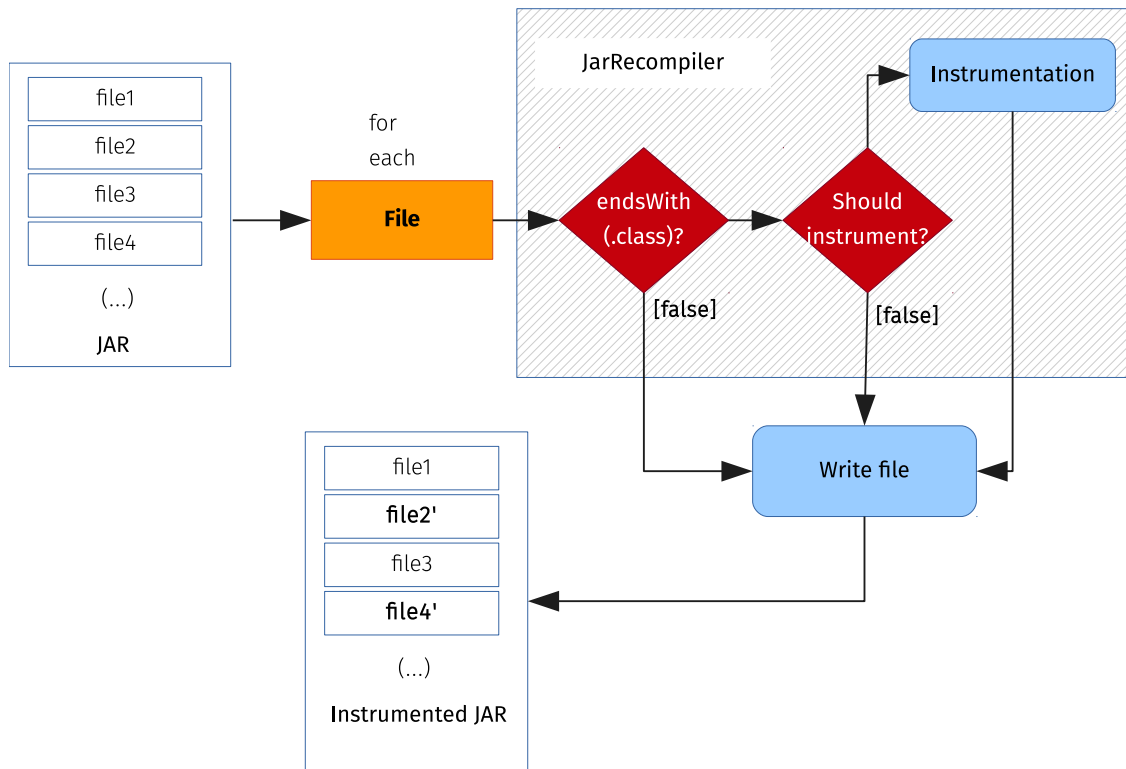 file1
file2
file3
file4
(...)
JAR
for
each
File
JarRecompiler
endsWith
(.class)?
[false]
Should
instrument?
[false]
Instrumentation
Write file
file1
file2'
file3
file4'
(...)
Instrumented JAR